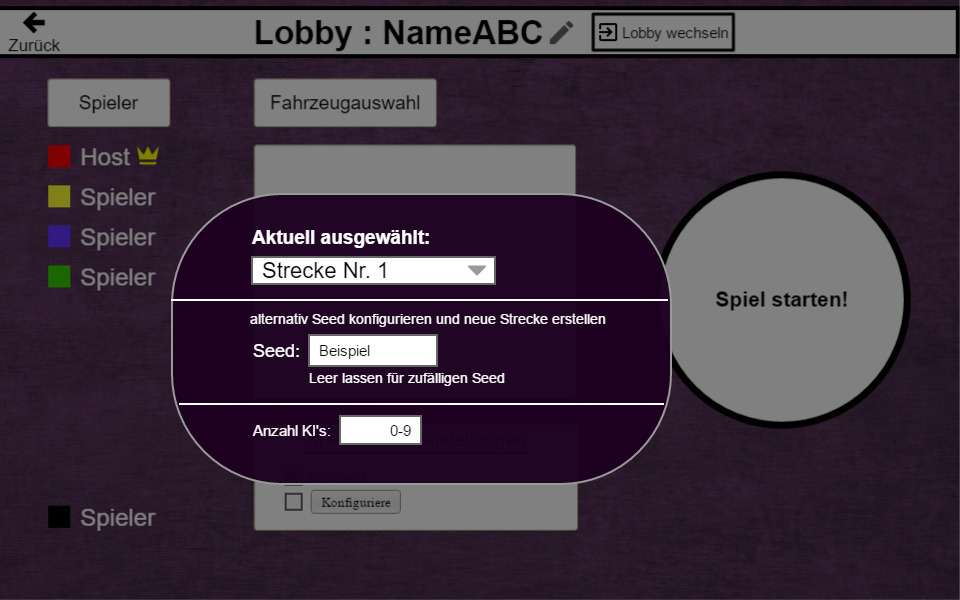 Zurück
Lobby : NameABC
Lobby wechseln
Spieler
Fahrzeugauswahl
Host
Spieler
Spieler
Spieler
Aktuell ausgewählt:
Strecke Nr. 1
alternativ Seed konfigurieren und neue Strecke erstellen
Seed: Beispiel
Leer lassen für zufälligen Seed
Anzahl KI's: 0-9
Spiel starten!
Konfiguriere
Spieler